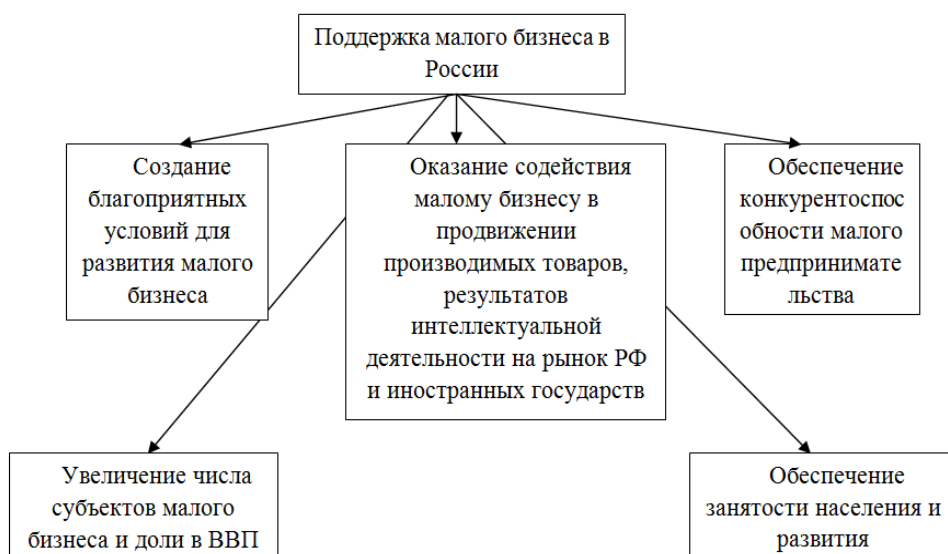 Поддержка малого бизнеса в
России
Создание
благоприятных
условий для
развития малого
бизнеса
Оказание содействия
малому бизнесу в
продвижении
производимых товаров,
результатов
интеллектуальной
деятельности на рынок РФ
и иностранных государств
Обеспечение
конкурентоспос
обности малого
предпринимате
льства
Увеличение числа
субъектов малого
бизнеса и доли в ВВП
Обеспечение
занятости населения и
развития